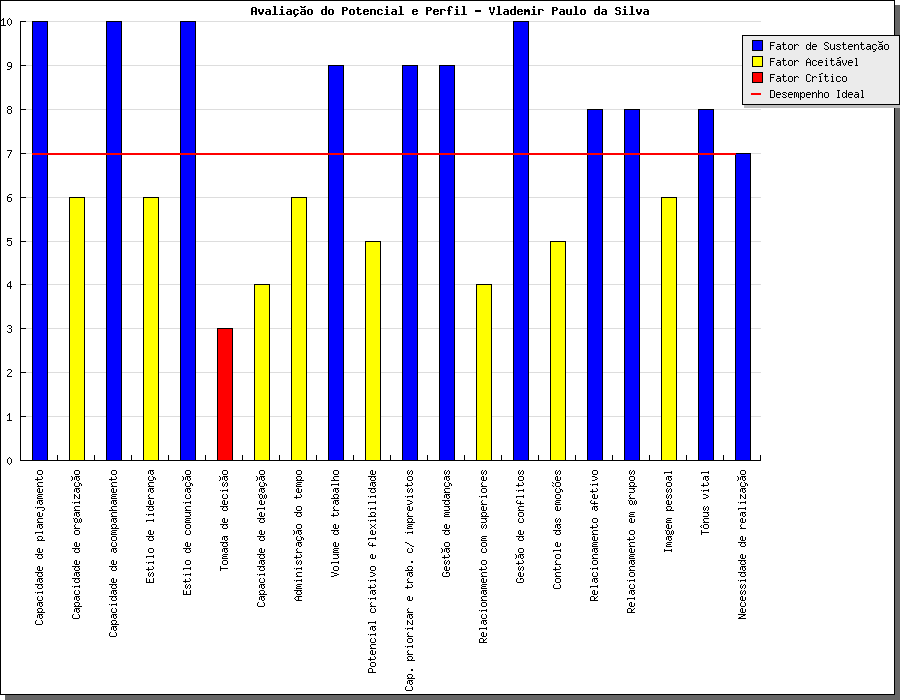 Avaliação do Potencial e Perfil - Vlademir Paulo da Silva
Fator de Sustentação
Fator Aceitável
Fator Crítico
Desempenho Ideal
10
9
8
7
6
5
4
3
2
1
0
Capacidade de planejamento
Capacidade de organização
Capacidade de acompanhamento
Estilo de liderança
Estilo de comunicação
Tomada de decisão
Capacidade de delegação
Administração do tempo
Volume de trabalho
Potencial criativo e flexibilidade
Cap. priorizar e trab. c/ imprevistos
Gestão de mudanças
Relacionamento com superiores
Gestão de conflitos
Controle das emoções
Relacionamento afetivo
Relacionamento em grupos
Imagem pessoal
Tônus vital
Necessidade de realização